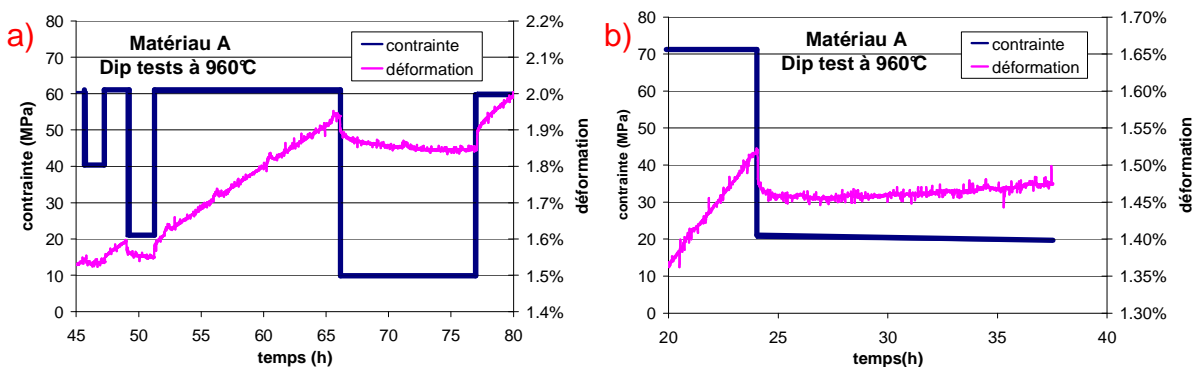 a)
Matériau A
Dip tests à 960°C
contrainte
déformation
contrainte (MPa)
80
70
60
50
40
30
20
10
0
2.2%
2.1%
2.0%
1.9%
1.8%
1.7%
1.6%
1.5%
1.4%
déformation
45 50 55 60 65 70 75 80
temps (h)
b)
Matériau A
Dip test à 960°C
contrainte
déformation
contrainte (MPa)
80
70
60
50
40
30
20
10
0
1.70%
1.65%
1.60%
1.55%
1.50%
1.45%
1.40%
1.35%
1.30%
déformation
20 25 30 35 40
temps(h)